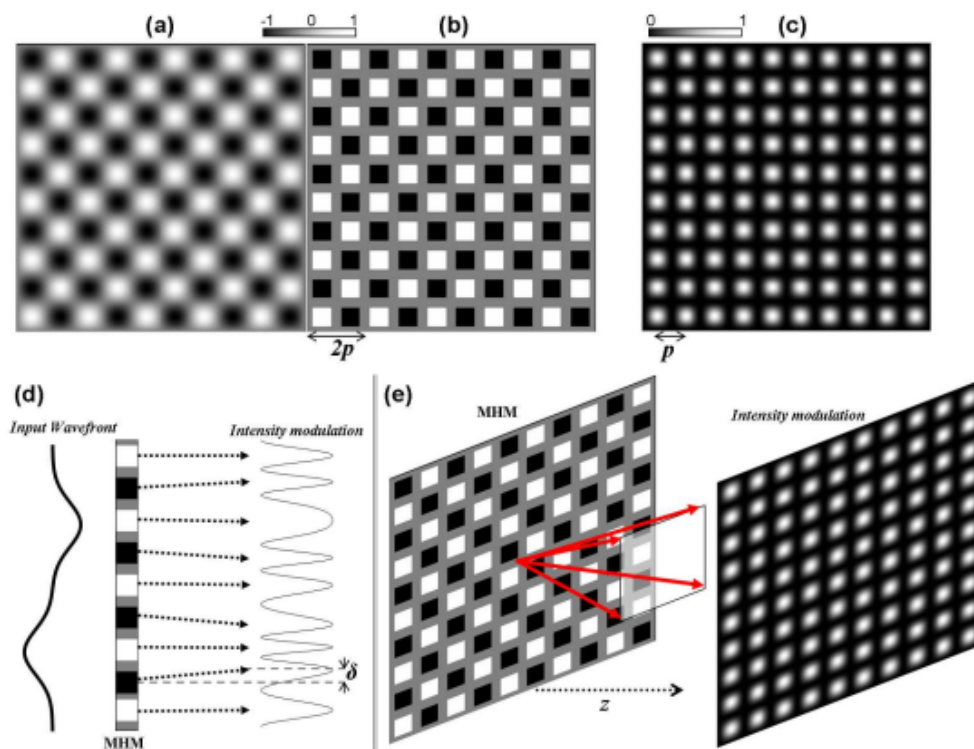 (a)
-1 0 1
(b)
0 1
(c)
2p
p
(d)
Input Wavefront
Intensity modulation
δ
MHM
(e)
MHM
Intensity modulation
z